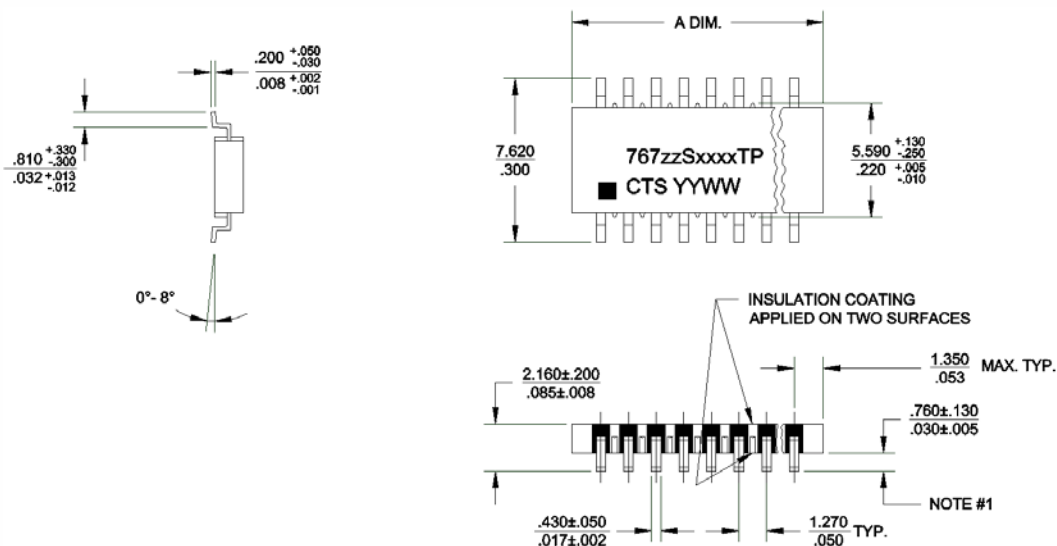 A DIM.
.200 +.050
-.030
.008 +.002
-.001
.810 +.330
-.300
.032 +.013
-.012
7.620
.300
767zzSxxxxTP
CTS YYWW
5.590 +.130
-.250
.220 +.005
-.010
0°- 8°
INSULATION COATING
APPLIED ON TWO SURFACES
1.350 MAX. TYP.
.053
2.160±.200
.085±.008
.760±.130
.030±.005
NOTE #1
.430±.050
.017±.002
1.270 TYP.
.050